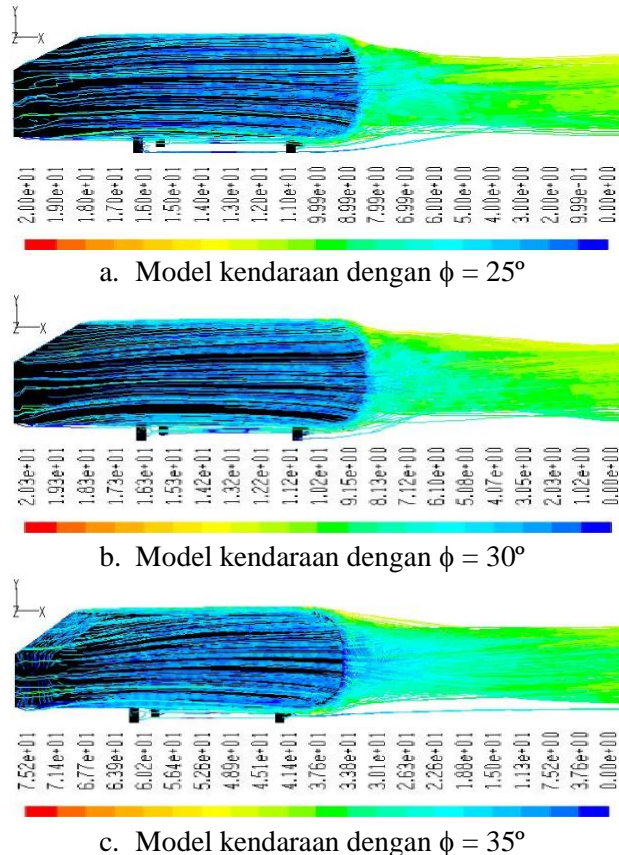 Y
Z X
2.00e+01 1.90e+01 1.80e+01 1.70e+01 1.60e+01 1.50e+01 1.40e+01 1.30e+01 1.20e+01 1.10e+01 9.99e+00 8.99e+00 7.99e+00 6.99e+00 6.00e+00 5.00e+00 4.00e+00 3.00e+00 2.00e+00 9.99e-01 0.00e+00
a. Model kendaraan dengan ϕ = 25º
Y
Z X
2.03e+01 1.93e+01 1.83e+01 1.73e+01 1.63e+01 1.53e+01 1.42e+01 1.32e+01 1.22e+01 1.12e+01 1.02e+01 9.15e+00 8.13e+00 7.12e+00 6.10e+00 5.08e+00 4.07e+00 3.05e+00 2.03e+00 1.02e+00 0.00e+00
b. Model kendaraan dengan ϕ = 30º
Y
Z X
7.52e+01 7.14e+01 6.77e+01 6.39e+01 6.02e+01 5.64e+01 5.26e+01 4.89e+01 4.51e+01 4.14e+01 3.76e+01 3.38e+01 3.01e+01 2.63e+01 2.26e+01 1.88e+01 1.50e+01 1.13e+01 7.52e+00 3.76e+00 0.00e+00
c. Model kendaraan dengan ϕ = 35º